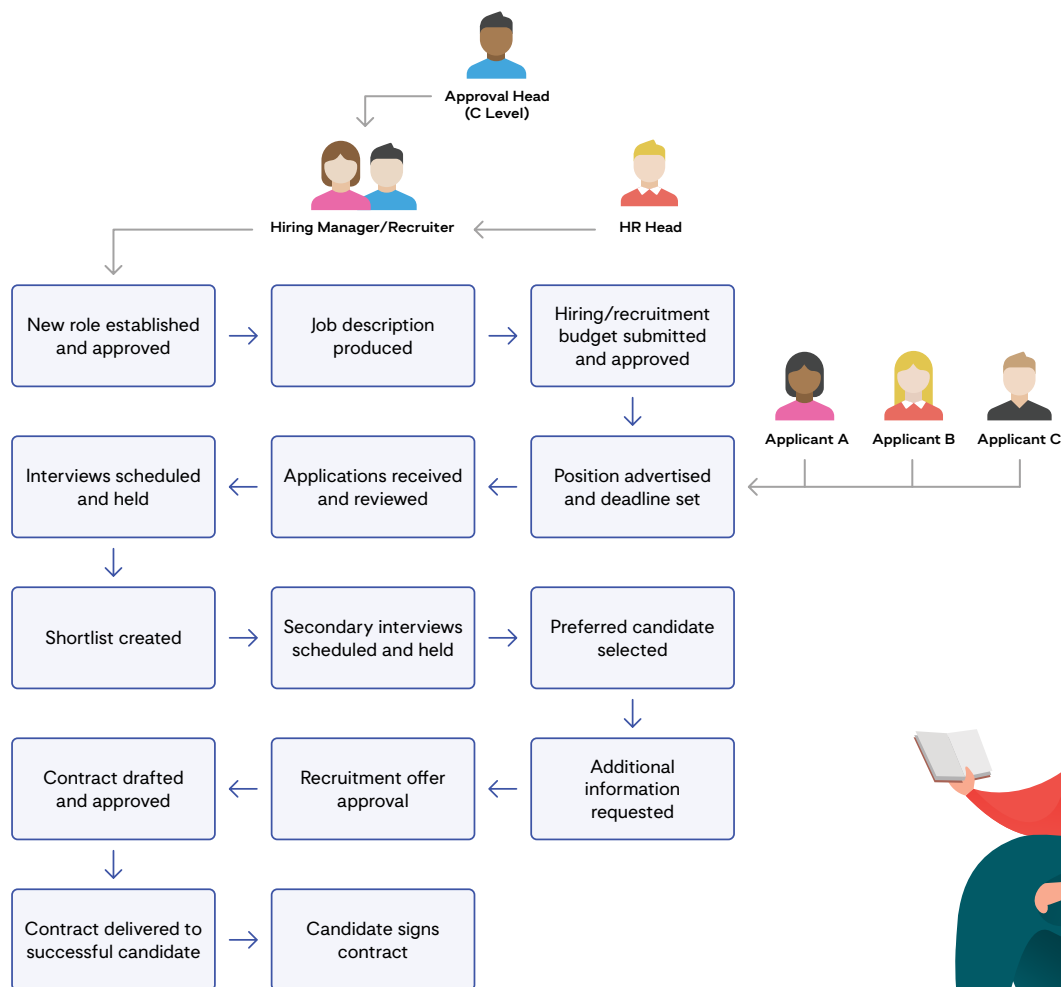 Approval Head
(C Level)
Hiring Manager/Recruiter
HR Head
New role established
and approved
Job description
produced
Hiring/recruitment
budget submitted
and approved
Applicant A
Applicant B
Applicant C
Position advertised
and deadline set
Applications received
and reviewed
Interviews scheduled
and held
Shortlist created
Secondary interviews
scheduled and held
Preferred candidate
selected
Additional
information
requested
Recruitment offer
approval
Contract drafted
and approved
Contract delivered to
successful candidate
Candidate signs
contract